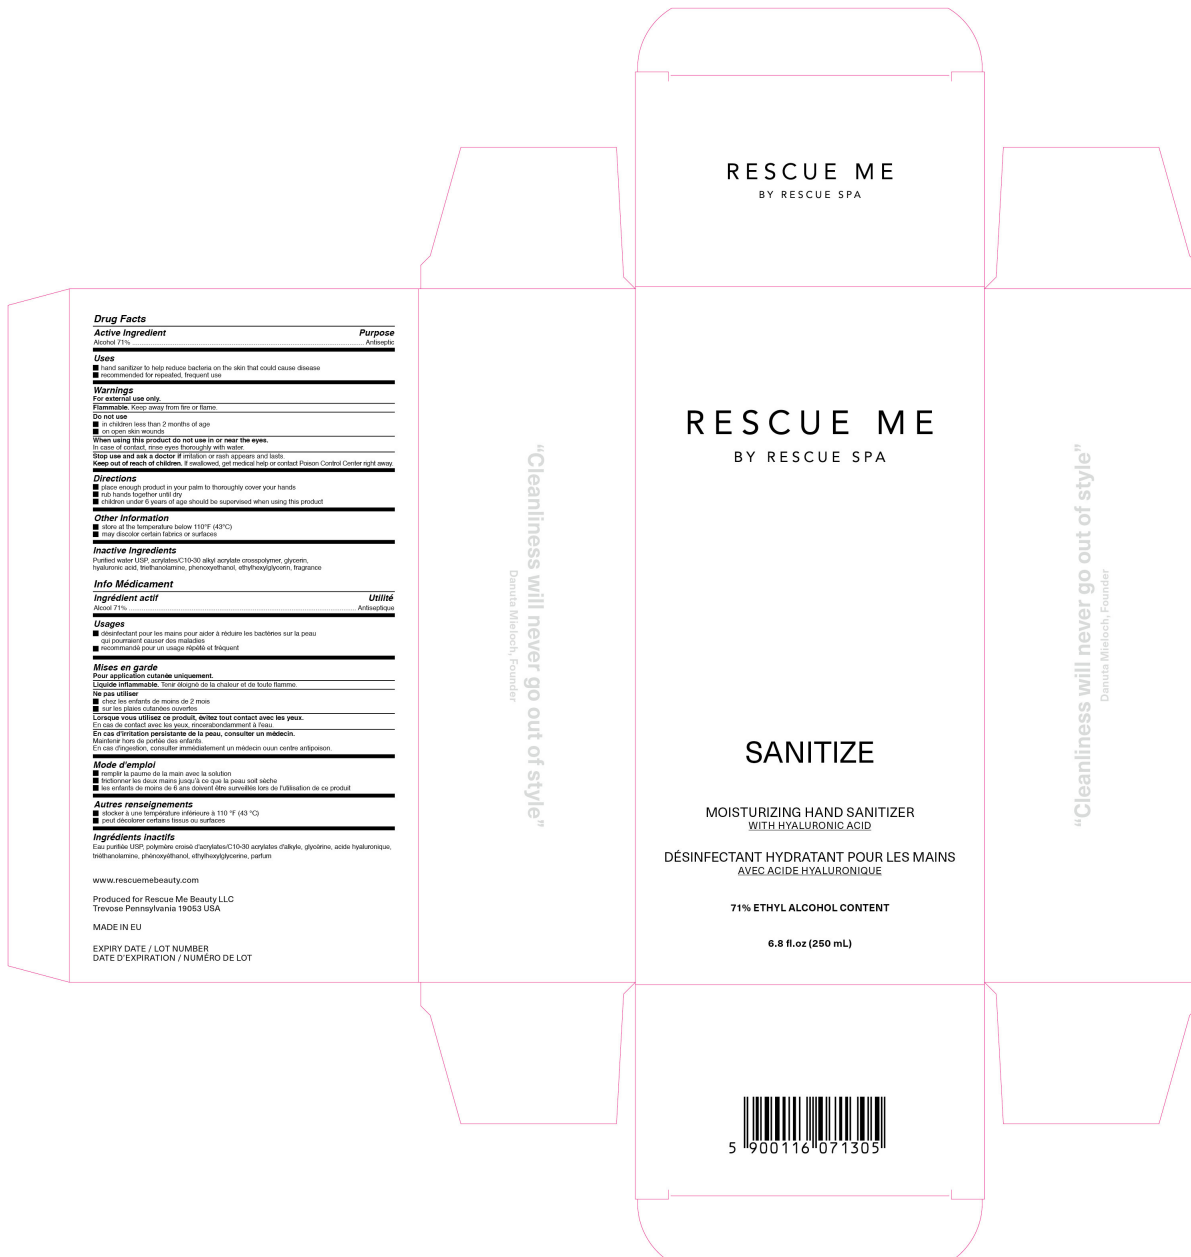 RESCUE ME
BY RESCUE SPA
Drug Facts
Active Ingredient Purpose
Alcohol 71% Antiseptic
Uses
■ hand sanitizer to help reduce bacteria on the skin that could cause disease
■ recommended for repeated, frequent use
Warnings
For external use only.
Flammable. Keep away from fire or flame.
Do not use
■ in children less than 2 months of age
■ on open skin wounds
When using this product do not use in or near the eyes.
In case of contact, rinse eyes thoroughly with water.
Stop use and ask a doctor if irritation or rash appears and lasts.
Keep out of reach of children. If swallowed, get medical help or contact Poison Control Center right away.
Directions
■ place enough product in your palm to thoroughly cover your hands
■ rub hands together until dry
■ children under 6 years of age should be supervised when using this product
Other Information
■ store at the temperature below 110°F (43°C)
■ may discolor certain fabrics or surfaces
Inactive Ingredients
Purified water USP, acrylates/C10-30 alkyl acrylate crosspolymer, glycerin,
hyaluronic acid, triethanolamine, phenoxyethanol, ethylhexylglycerin, fragrance
Info Médicament
Ingrédient actif Utilité
Alcool 71% Antiseptique
Usages
■ désinfectant pour les mains pour aider à réduire les bactéries sur la peau
qui pourraient causer des maladies
■ recommandé pour un usage répété et fréquent
Mises en garde
Pour application cutanée uniquement.
Liquide inflammable. Tenir éloigné de la chaleur et de toute flamme.
Ne pas utiliser
■ chez les enfants de moins de 2 mois
■ sur les plaies cutanées ouvertes
Lorsque vous utilisez ce produit, évitez tout contact avec les yeux.
En cas de contact avec les yeux, rincerabondamment à l'eau.
En cas d'irritation persistante de la peau, consulter un médecin.
Maintenir hors de portée des enfants.
En cas d'ingestion, consulter immédiatement un médecin ouun centre antipoison.
Mode d'emploi
■ remplir la paume de la main avec la solution
■ frictionner les deux mains jusqu'à ce que la peau soit sèche
■ les enfants de moins de 6 ans doivent être surveillés lors de l'utilisation de ce produit
Autres renseignements
■ stocker à une température inférieure à 110 °F (43 °C)
■ peut décolorer certains tissus ou surfaces
Ingrédients inactifs
Eau purifiée USP, polymère croisé d'acrylates/C10-30 acrylates d'alkyle, glycérine, acide hyaluronique,
triéthanolamine, phénoxyéthanol, ethylhexylglycerine, parfum
www.rescuemebeauty.com
Produced for Rescue Me Beauty LLC
Trevose Pennsylvania 19053 USA
MADE IN EU
EXPIRY DATE / LOT NUMBER
DATE D'EXPIRATION / NUMÉRO DE LOT
“Cleanliness will never go out of style”
Danuta Mieloch, Founder
RESCUE ME
BY RESCUE SPA
SANITIZE
MOISTURIZING HAND SANITIZER
WITH HYALURONIC ACID
DÉSINFECTANT HYDRATANT POUR LES MAINS
AVEC ACIDE HYALURONIQUE
71% ETHYL ALCOHOL CONTENT
6.8 fl.oz (250 mL)
“Cleanliness will never go out of style”
Danuta Mieloch, Founder
5 900116 071305